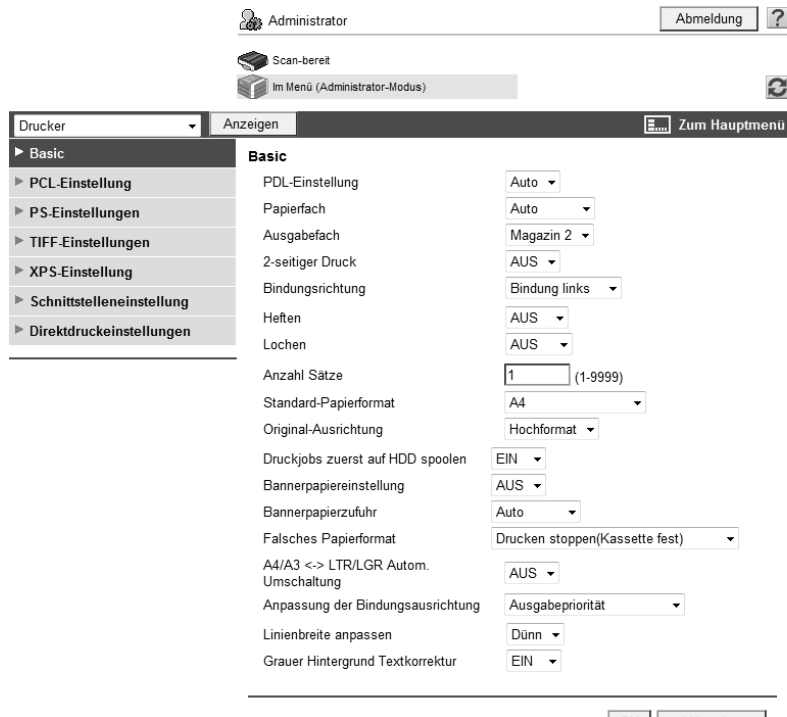 Administrator
Abmeldung
?
Scan-bereit
Im Menü (Administrator-Modus)
Drucker
Anzeigen
Zum Hauptmenü
Basic
PCL-Einstellung
PS-Einstellungen
TIFF-Einstellungen
XPS-Einstellung
Schnittstelleneinstellung
Direktdruckeinstellungen
Basic
PDL-Einstellung Auto
Papierfach Auto
Ausgabefach Magazin 2
2-seitiger Druck AUS
Bindungsrichtung Bindung links
Heften AUS
Lochen AUS
Anzahl Sätze 1 (1-9999)
Standard-Papierformat A4
Original-Ausrichtung Hochformat
Druckjobs zuerst auf HDD spoolen EIN
Bannerpapiereinstellung AUS
Bannerpapierzufuhr Auto
Falsches Papierformat Drucken stoppen(Kassette fest)
A4/A3 <-> LTR/LGR Autom.
Umschaltung AUS
Anpassung der Bindungsausrichtung Ausgabepriorität
Linienbreite anpassen Dünn
Grauer Hintergrund Textkorrektur EIN